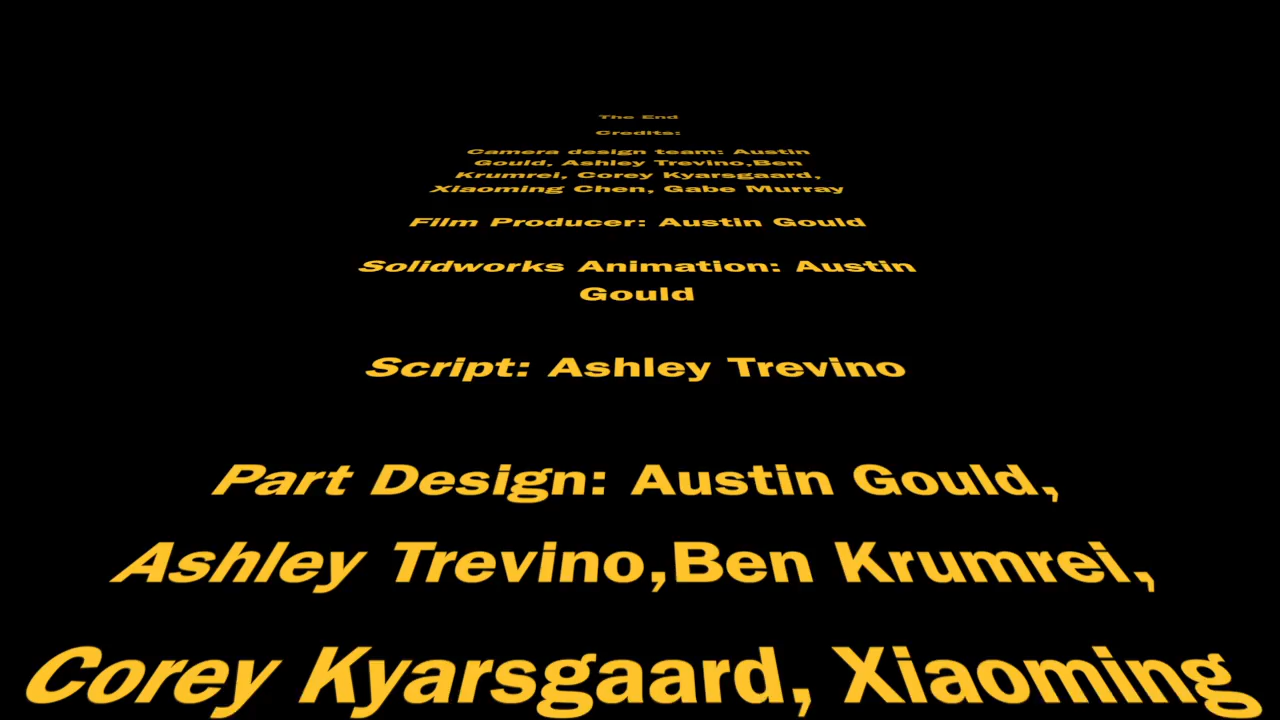 The End
Credits:
Camera design team: Austin
Gould, Ashley Trevino,Ben
Krumrei, Corey Kyarsgaard,
Xiaoming Chen, Gabe Murray
Film Producer: Austin Gould
Solidworks Animation: Austin
Gould
Script: Ashley Trevino
Part Design: Austin Gould,
Ashley Trevino,Ben Krumrei,
Corey Kyarsgaard, Xiaoming